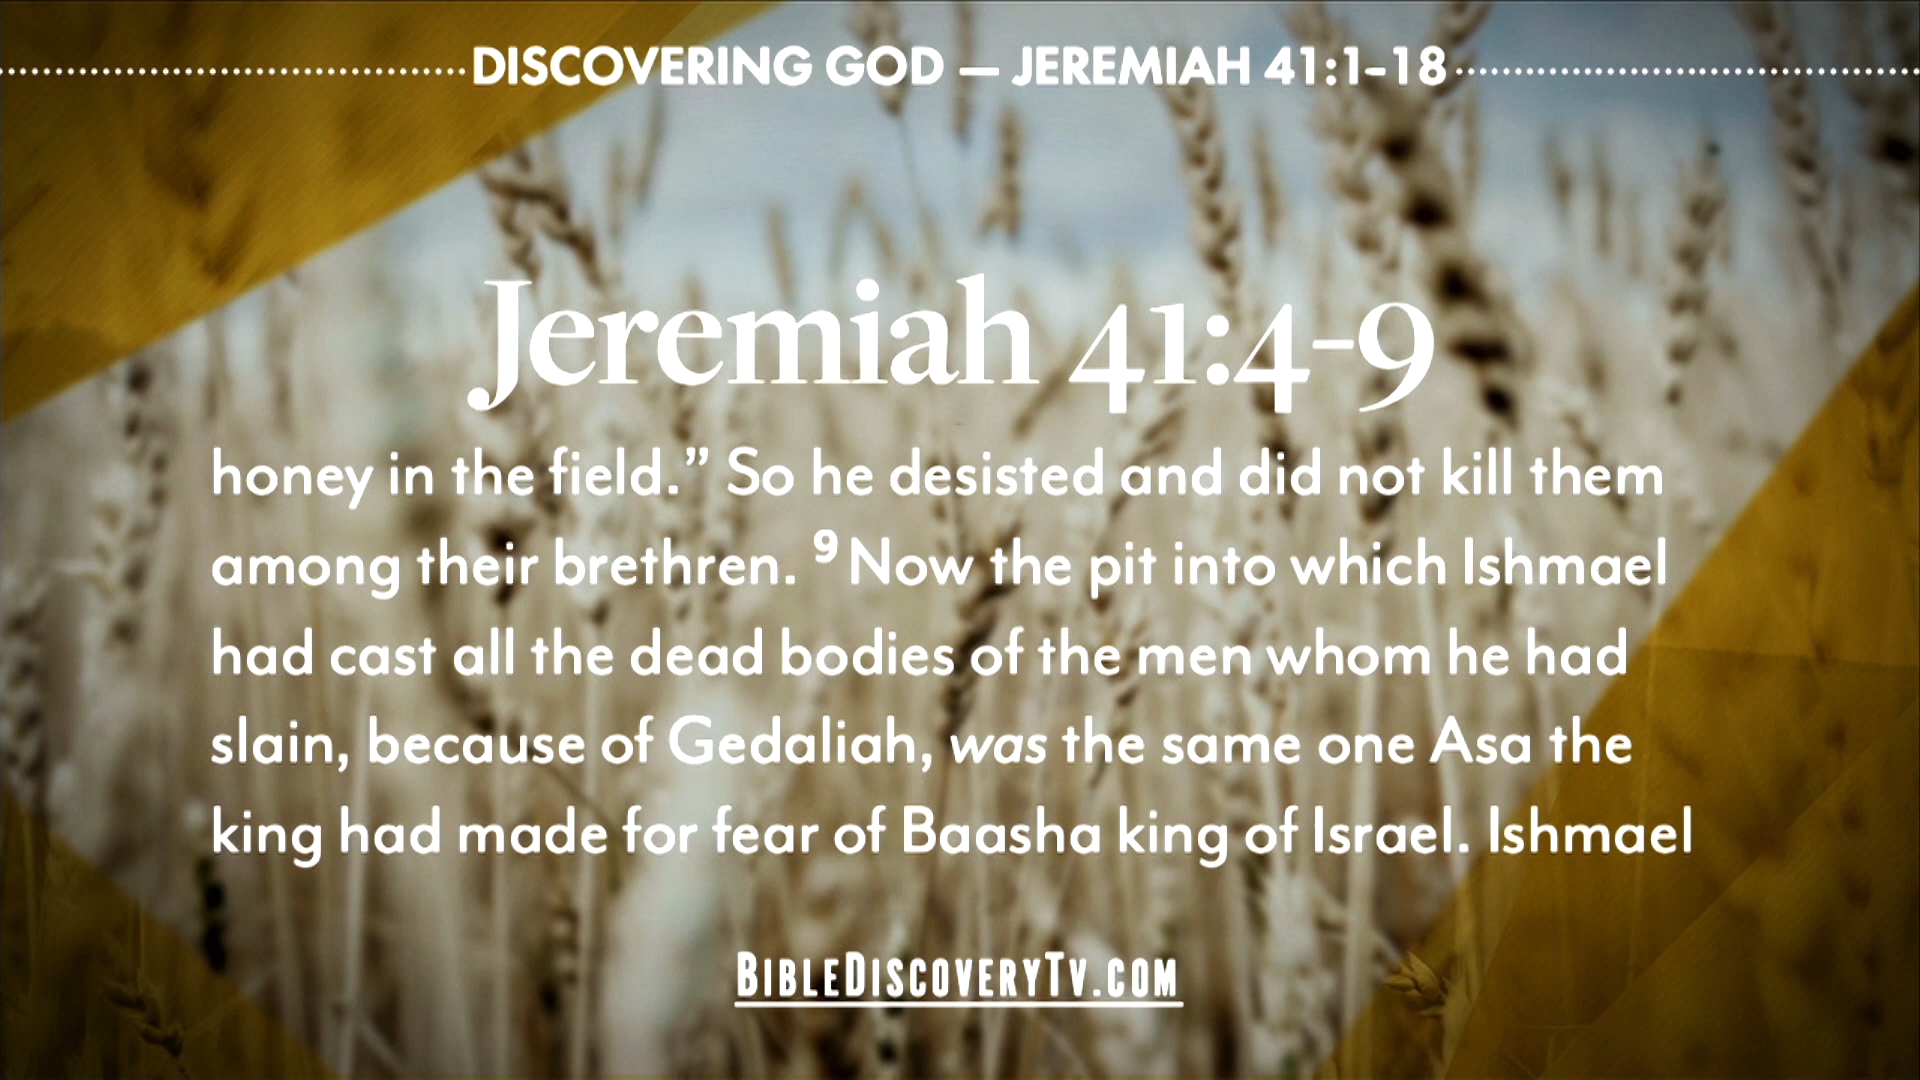 DISCOVERING GOD — JEREMIAH 41:1-18
Jeremiah 41:4-9
honey in the field.” So he desisted and did not kill them
among their brethren. ⁹ Now the pit into which Ishmael
had cast all the dead bodies of the men whom he had
slain, because of Gedaliah, was the same one Asa the
king had made for fear of Baasha king of Israel. Ishmael
BIBLEDISCOVERYTV.COM